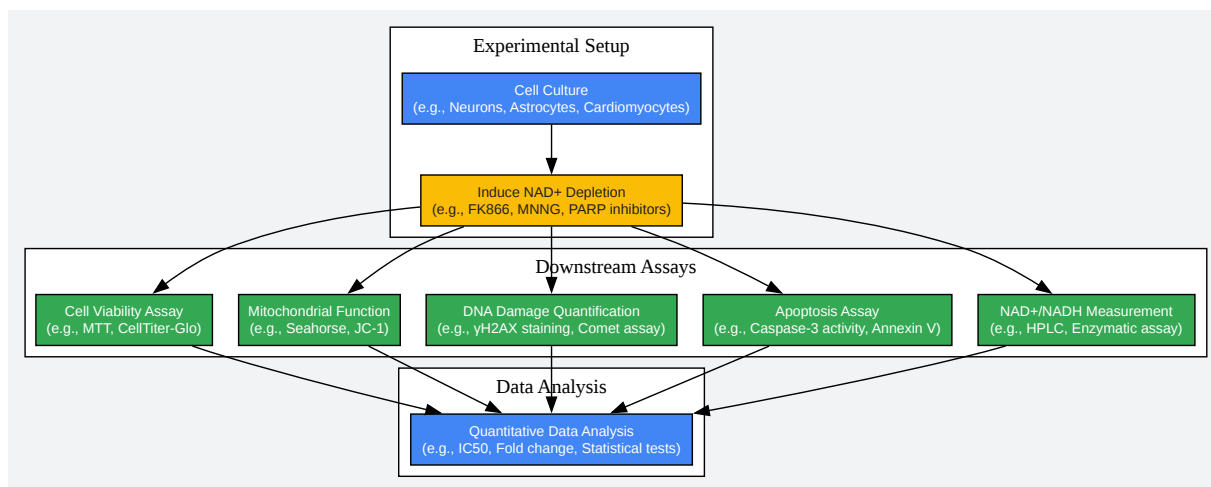 Experimental Setup
Cell Culture
(e.g., Neurons, Astrocytes, Cardiomyocytes)
Induce NAD+ Depletion
(e.g., FK866, MNNG, PARP inhibitors)
Downstream Assays
Cell Viability Assay
(e.g., MTT, CellTiter-Glo)
Mitochondrial Function
(e.g., Seahorse, JC-1)
DNA Damage Quantification
(e.g., γH2AX staining, Comet assay)
Apoptosis Assay
(e.g., Caspase-3 activity, Annexin V)
NAD+/NADH Measurement
(e.g., HPLC, Enzymatic assay)
Data Analysis
Quantitative Data Analysis
(e.g., IC50, Fold change, Statistical tests)